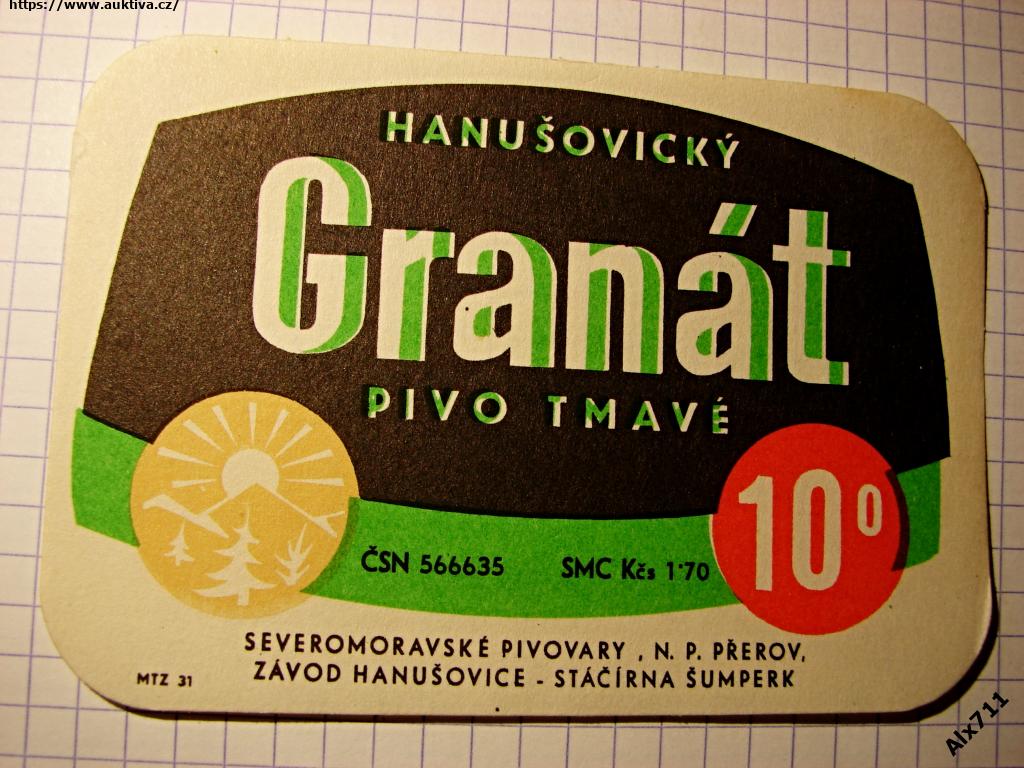 https://www.auktiva.cz/
HANUŠOVICKÝ
Granát
PIVO TMAVÉ
10⁰
ČSN 566635 SMC Kčs 1·70
SEVEROMORAVSKÉ PIVOVARY , N. P. PŘEROV,
ZÁVOD HANUŠOVICE - STÁČÍRNA ŠUMPERK
MTZ 31
Alx711